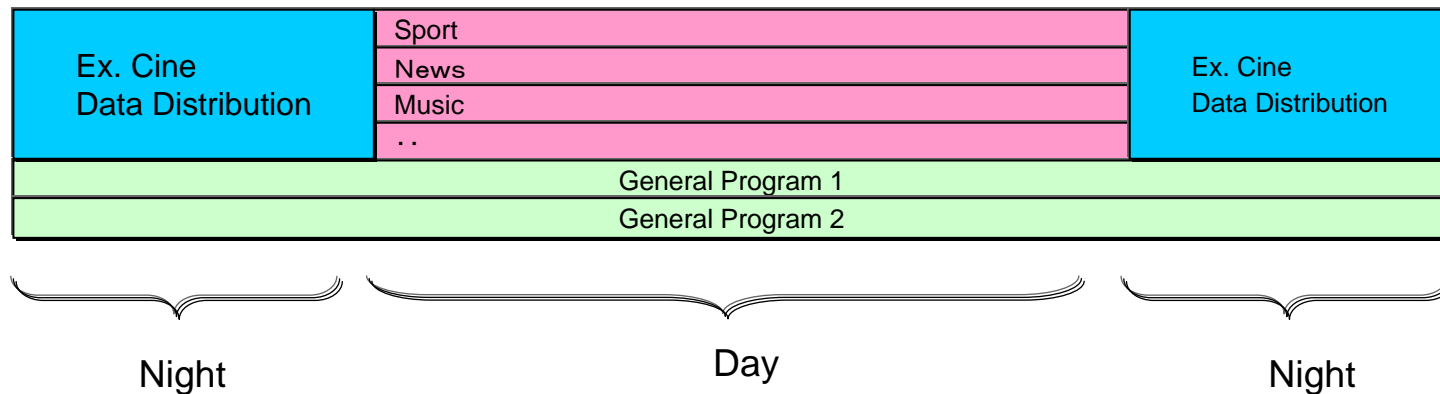 Ex. Cine
Data Distribution
Sport
News
Music
..
Ex. Cine
Data Distribution
General Program 1
General Program 2
Night
Day
Night